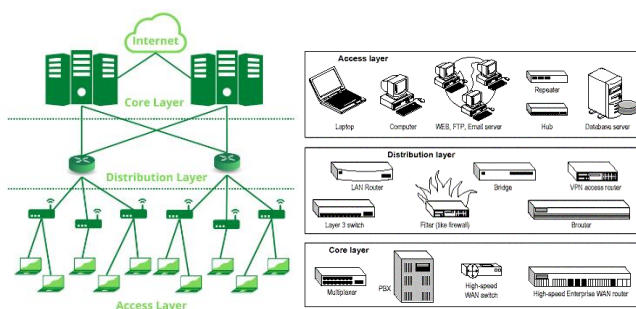 Internet
Core Layer
Distribution Layer
Access Layer
Access layer
Laptop
Computer
WEB, FTP, Email server
Repeater
Hub
Database server
Distribution layer
LAN Router
Bridge
VPN access router
Layer 3 switch
Filter (like firewall)
Brouter
Core layer
Multiplexer
PBX
High-speed
WAN switch
High-speed Enterprise WAN router